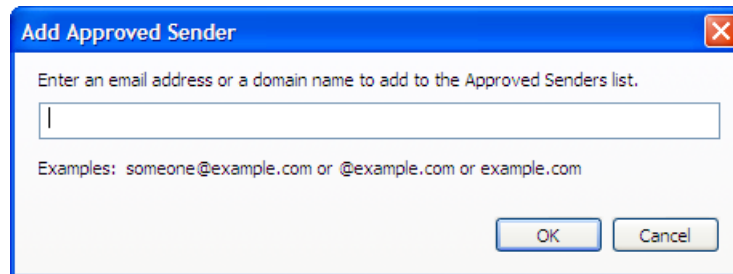 Add Approved Sender
Enter an email address or a domain name to add to the Approved Senders list.
Examples: someone@example.com or @example.com or example.com
OK Cancel